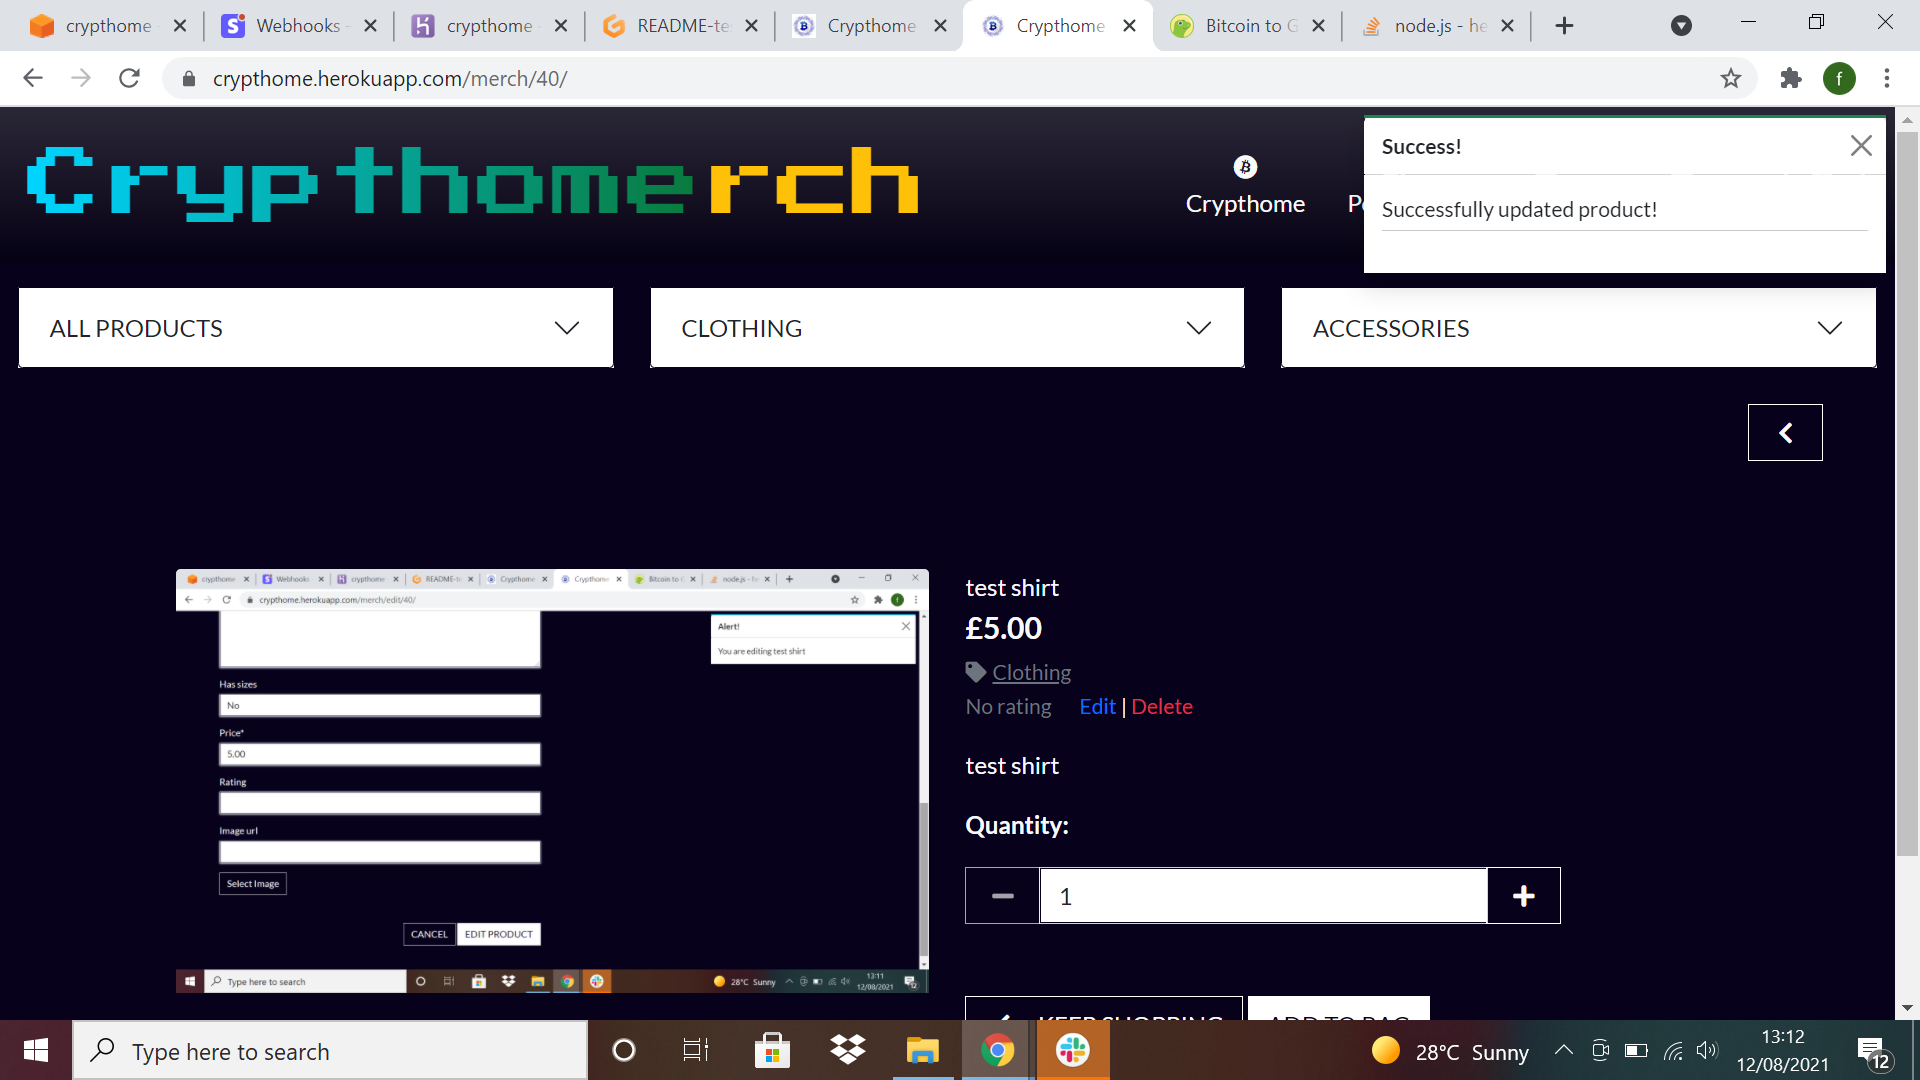 crypthome
Webhooks -
crypthome -
README-te
Crypthome
Crypthome
Bitcoin to G
node.js - he
crypthome.herokuapp.com/merch/40/
f
Crypthomerch
Crypthome
Success!
Successfully updated product!
ALL PRODUCTS
CLOTHING
ACCESSORIES
crypthome
Webhooks
crypthome
README-te
Crypthome
Crypthome
Bitcoin to
node.js - he
crypthome.herokuapp.com/merch/edit/40/
Alert!
You are editing test shirt
Has sizes
No
Price*
5.00
Rating
Image url
Select Image
CANCEL
EDIT PRODUCT
Type here to search
28°C Sunny
13:11
12/08/2021
test shirt
£5.00
Clothing
No rating Edit | Delete
test shirt
Quantity:
1
KEEP SHOPPING
ADD TO BAG
Type here to search
28°C Sunny
13:12
12/08/2021
12